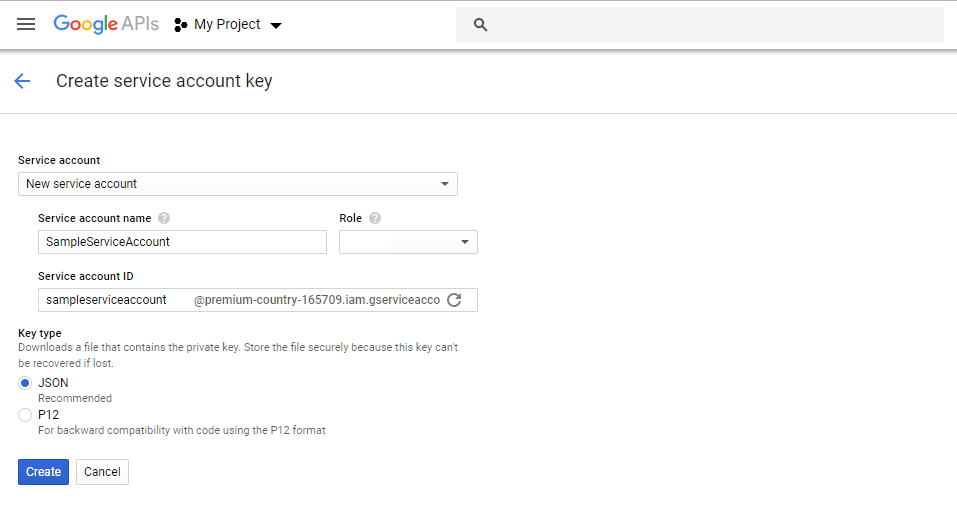 Google APIs My Project
Create service account key
Service account
New service account
Service account name ? Role ?
SampleServiceAccount
Service account ID
sampleserviceaccount @premium-country-165709.iam.gserviceacco
Key type
Downloads a file that contains the private key. Store the file securely because this key can't
be recovered if lost.
JSON
Recommended
P12
For backward compatibility with code using the P12 format
Create Cancel